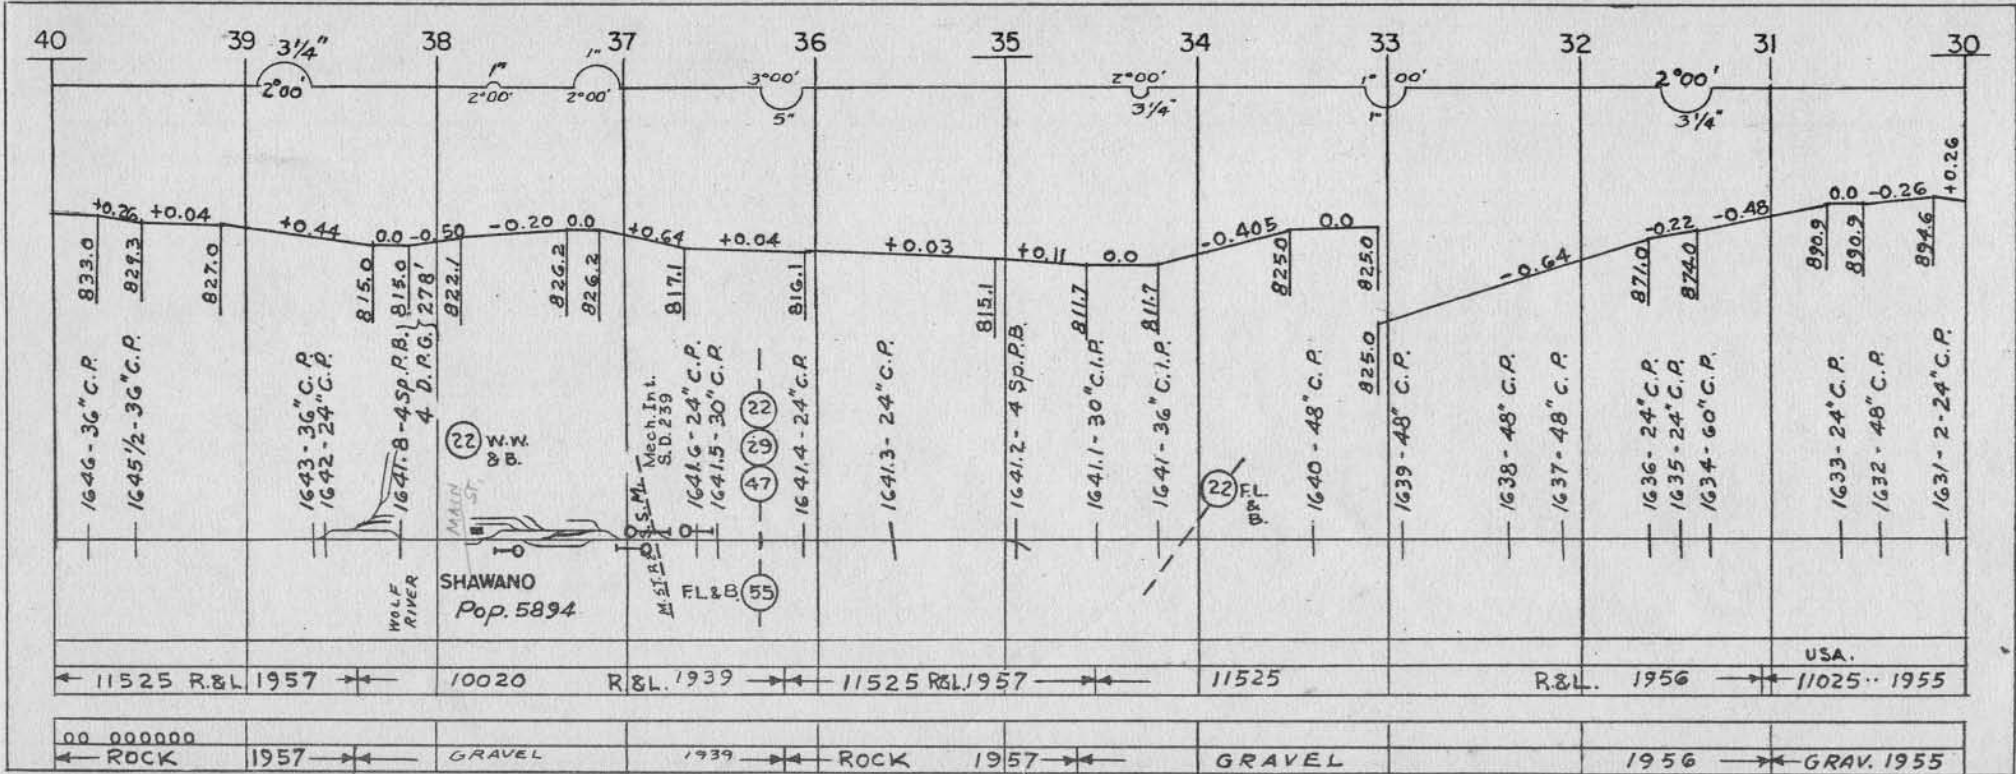 40 39 38 37 36 35 34 33 32 31 30
3 1/4" 1" 1" 3°00' 2°00' 1° 00' 2°00'
2°00' 2°00' 2°00' 5" 3 1/4" 1" 3 1/4"
+0.26 +0.04 +0.44 0.0 -0.50 -0.20 0.0 +0.64 +0.04 +0.03 +0.11 0.0 -0.405 0.0 -0.64 -0.22 -0.48 0.0 -0.26 +0.26
833.0 829.3 827.0 815.0 815.0 822.1 826.2 826.2 817.1 816.1 815.1 811.7 811.7 825.0 825.0 825.0 871.0 874.0 890.9 890.9 894.6
1646 - 36" C.P.
1645 1/2 - 36" C.P.
1643 - 36" C.P.
1642 - 24" C.P.
1641.8 - 4 Sp. P.B.
4 D.P.G. 278'
22 W.W.
& B.
MAIN
ST.
Mech. Int.
S.D. 239
1641.6 - 24" C.P.
1641.5 - 30" C.P.
22
29
47
1641.4 - 24" C.P.
1641.3 - 24" C.P.
1641.2 - 4 Sp. P.B.
1641.1 - 30" C.I.P.
1641 - 36" C.I.P.
22 F.L.
& B.
1640 - 48" C.P.
1639 - 48" C.P.
1638 - 48" C.P.
1637 - 48" C.P.
1636 - 24" C.P.
1635 - 24" C.P.
1634 - 60" C.P.
1633 - 24" C.P.
1632 - 48" C.P.
1631 - 2 - 24" C.P.
WOLF
RIVER
SHAWANO
Pop. 5894
M. ST. P. & S. S. M.
F.L. & B. 55
USA.
11525 R.&L. 1957 10020 R.&L. 1939 11525 R&L. 1957 11525 R.&L. 1956 11025 ·· 1955
00 000000
ROCK 1957 GRAVEL 1939 ROCK 1957 GRAVEL 1956 GRAV. 1955